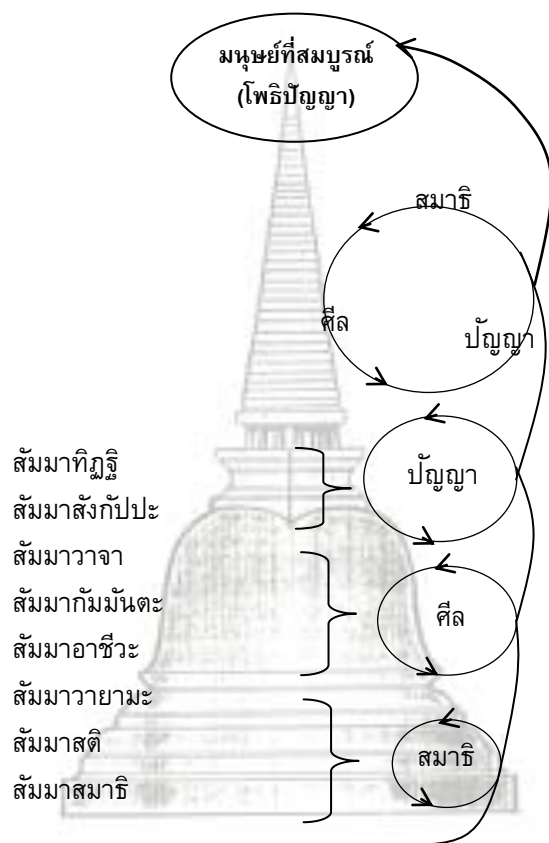 มนุษย์ที่สมบูรณ์
(โพธิปัญญา)
สมาธิ
ศีล
ปัญญา
สัมมาทิฏฐิ
ปัญญา
สัมมาสังกัปปะ
สัมมาวาจา
สัมมากัมมันตะ
ศีล
สัมมาอาชีวะ
สัมมาวายามะ
สัมมาสติ
สมาธิ
สัมมาสมาธิ